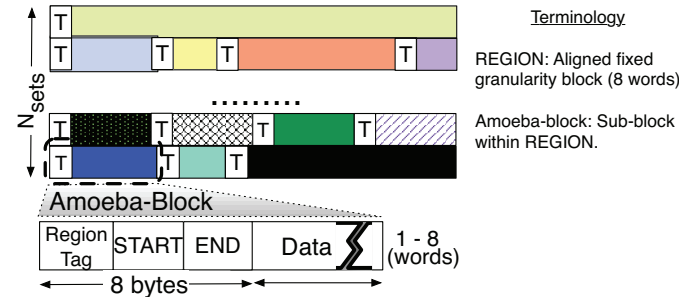 Terminology
REGION: Aligned fixed
granularity block (8 words)
Amoeba-block: Sub-block
within REGION.
N sets
T
T T T T
.........
T T T T
T T T
Amoeba-Block
Region
Tag
START
END
Data
1 - 8
(words)
8 bytes